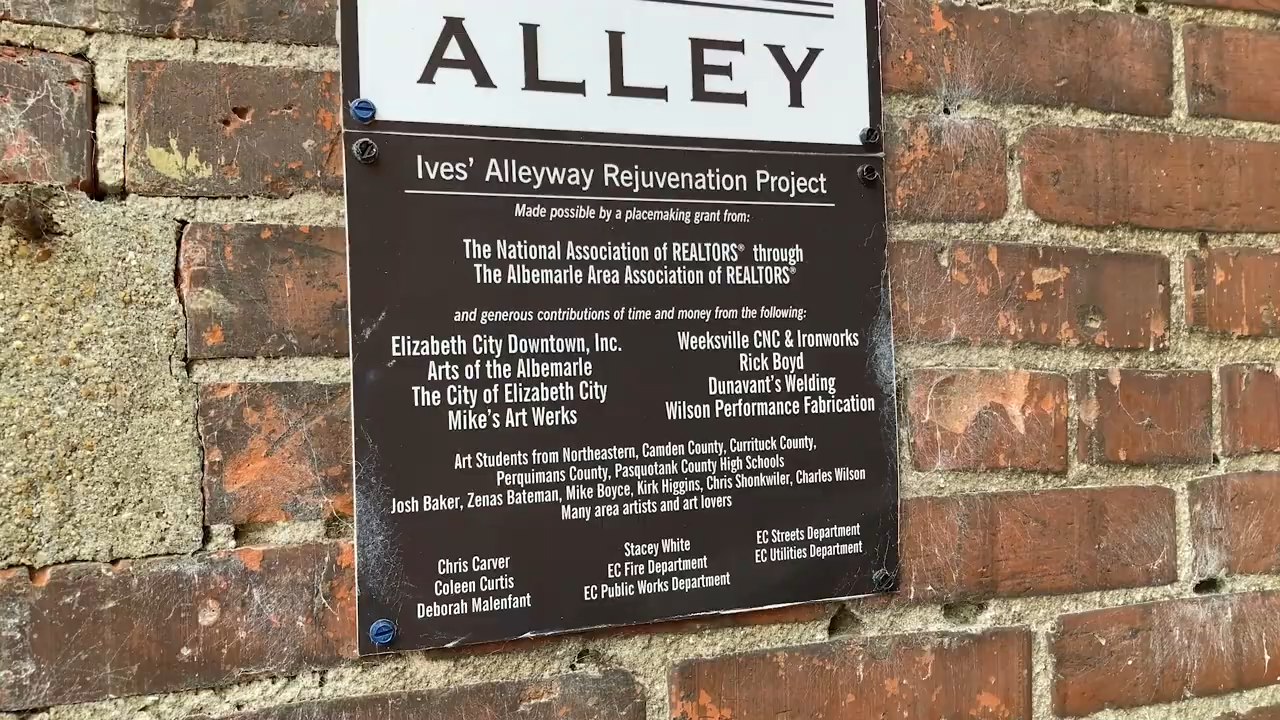 ALLEY
Ives' Alleyway Rejuvenation Project
Made possible by a placemaking grant from:
The National Association of REALTORS® through
The Albemarle Area Association of REALTORS®
and generous contributions of time and money from the following:
Elizabeth City Downtown, Inc.
Arts of the Albemarle
The City of Elizabeth City
Mike's Art Werks
Weeksville CNC & Ironworks
Rick Boyd
Dunavant's Welding
Wilson Performance Fabrication
Art Students from Northeastern, Camden County, Currituck County,
Perquimans County, Pasquotank County High Schools
Josh Baker, Zenas Bateman, Mike Boyce, Kirk Higgins, Chris Shonkwiler, Charles Wilson
Many area artists and art lovers
Chris Carver
Coleen Curtis
Deborah Malenfant
Stacey White
EC Fire Department
EC Public Works Department
EC Streets Department
EC Utilities Department